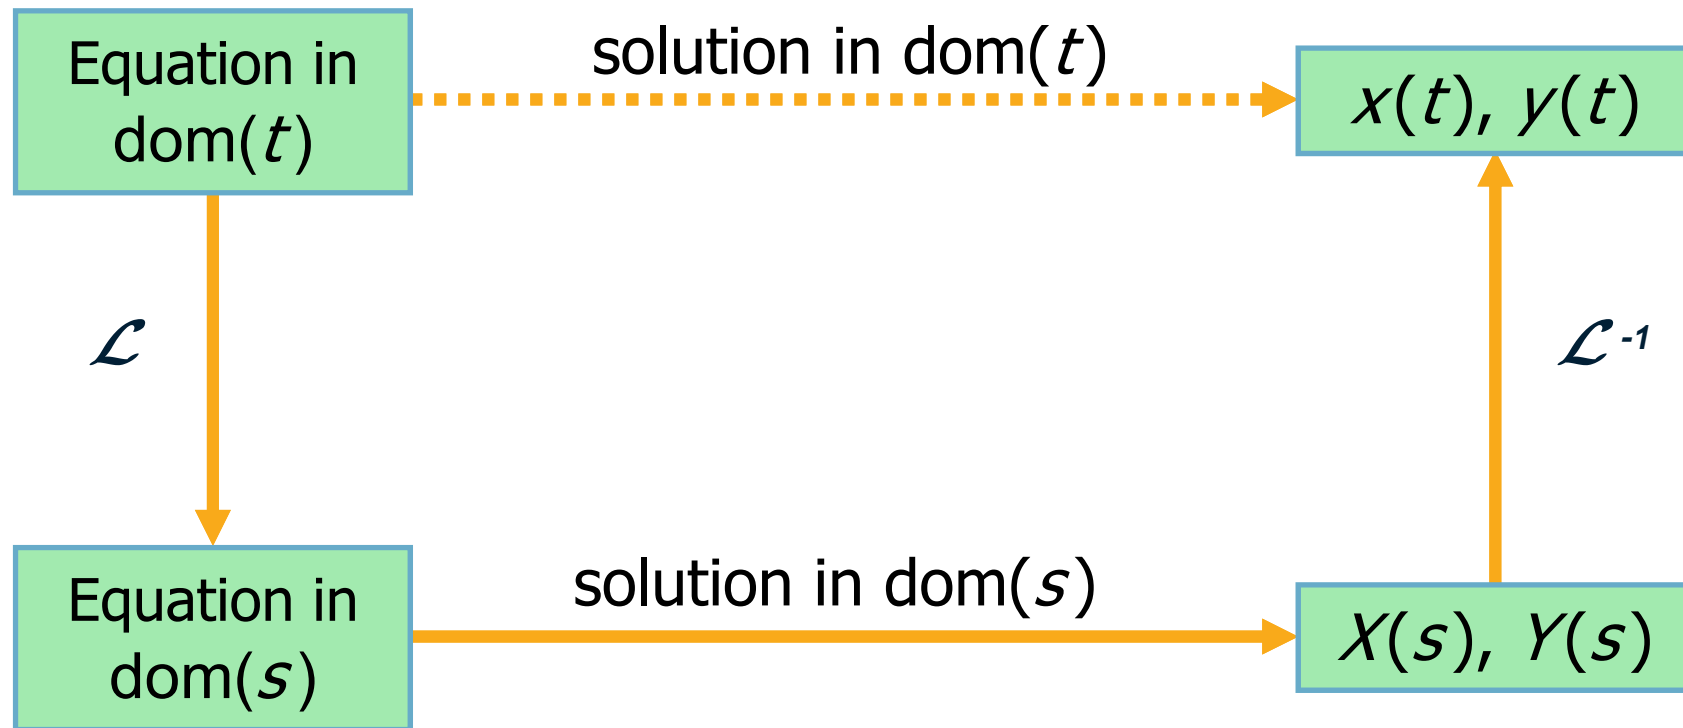 Equation in
dom(t)
solution in dom(t)
x(t), y(t)
ℒ
ℒ -1
Equation in
dom(s)
solution in dom(s)
X(s), Y(s)